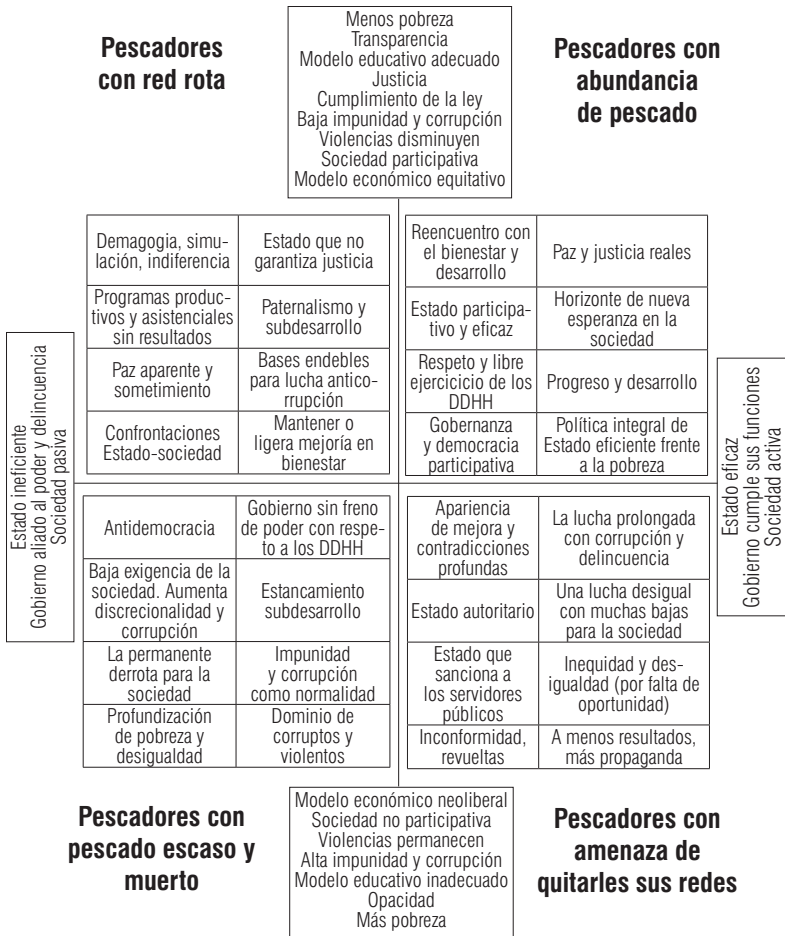 Pescadores
con red rota
Menos pobreza
Transparencia
Modelo educativo adecuado
Justicia
Cumplimiento de la ley
Baja impunidad y corrupción
Violencias disminuyen
Sociedad participativa
Modelo económico equitativo
Pescadores con
abundancia
de pescado
Estado ineficiente
Gobierno aliado al poder y delincuencia
Sociedad pasiva
Demagogia, simu-
lación, indiferencia
Estado que no
garantiza justicia
Programas produc-
tivos y asistenciales
sin resultados
Paternalismo y
subdesarrollo
Paz aparente y
sometimiento
Bases endebles
para lucha antico-
rrupción
Confrontaciones
Estado-sociedad
Mantener o
ligera mejoría en
bienestar
Reencuentro con
el bienestar y
desarrollo
Paz y justicia reales
Estado participa-
tivo y eficaz
Horizonte de nueva
esperanza en la
sociedad
Respeto y libre
ejercicicio de los
DDHH
Progreso y desarrollo
Gobernanza
y democracia
participativa
Política integral de
Estado eficiente frente
a la pobreza
Estado eficaz
Gobierno cumple sus funciones
Sociedad activa
Antidemocracia
Gobierno sin freno
de poder con respe-
to a los DDHH
Baja exigencia de la
sociedad. Aumenta
discrecionalidad y
corrupción
Estancamiento
subdesarrollo
La permanente
derrota para la
sociedad
Impunidad
y corrupción
como normalidad
Profundización
de pobreza y
desigualdad
Dominio de
corruptos y
violentos
Apariencia
de mejora y
contradicciones
profundas
La lucha prolongada
con corrupción y
delincuencia
Estado autoritario
Una lucha desigual
con muchas bajas
para la sociedad
Estado que
sanciona a
los servidores
públicos
Inequidad y des-
igualdad (por falta de
oportunidad)
Inconformidad,
revueltas
A menos resultados,
más propaganda
Pescadores con
pescado escaso y
muerto
Modelo económico neoliberal
Sociedad no participativa
Violencias permanecen
Alta impunidad y corrupción
Modelo educativo inadecuado
Opacidad
Más pobreza
Pescadores con
amenaza de
quitarles sus redes